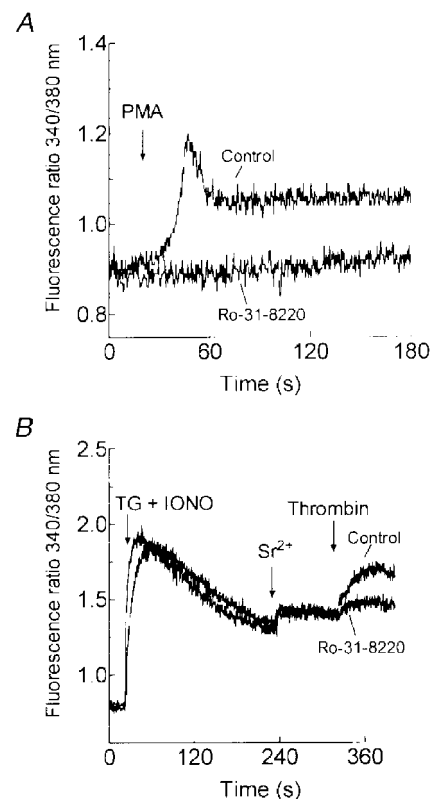 A
Fluorescence ratio 340/380 nm
1.4
1.2
1.0
0.8
PMA
Control
Ro-31-8220
0
60
120
180
Time (s)
B
Fluorescence ratio 340/380 nm
2.5
2.0
1.5
1.0
TG + IONO
Sr2+
Thrombin
Control
Ro-31-8220
0
120
240
360
Time (s)